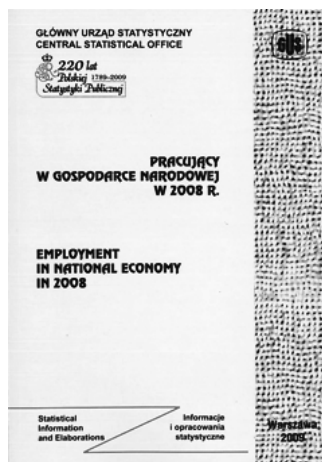 GŁÓWNY URZĄD STATYSTYCZNY
CENTRAL STATISTICAL OFFICE
GUS
220 lat
Polskiej 1789-2009
Statystyki Publicznej
PRACUJĄCY
W GOSPODARCE NARODOWEJ
W 2008 R.
EMPLOYMENT
IN NATIONAL ECONOMY
IN 2008
Statistical
Information
and Elaborations
Informacje
i opracowania
statystyczne
Warszawa
2009